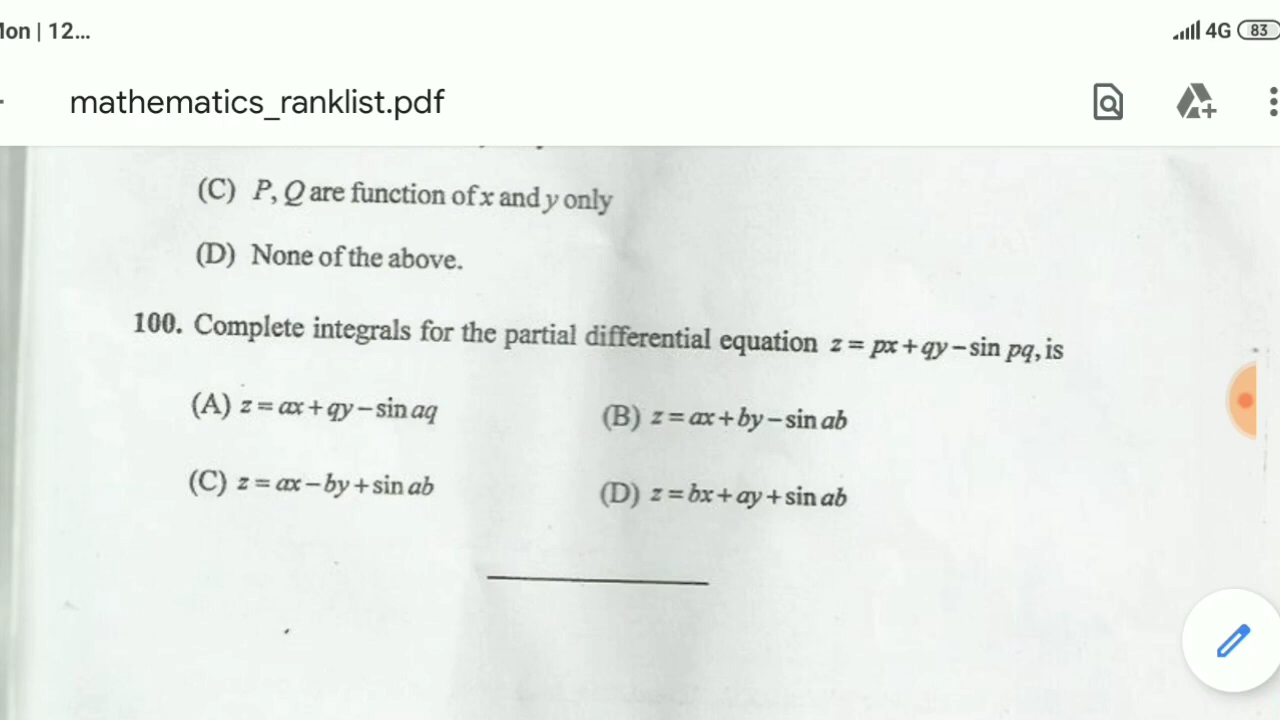 Mon | 12...
4G 83
mathematics_ranklist.pdf
(C) P, Q are function of x and y only
(D) None of the above.
100. Complete integrals for the partial differential equation z = px + qy – sin pq, is
(A) z = ax + qy – sin aq (B) z = ax + by – sin ab
(C) z = ax – by + sin ab (D) z = bx + ay + sin ab